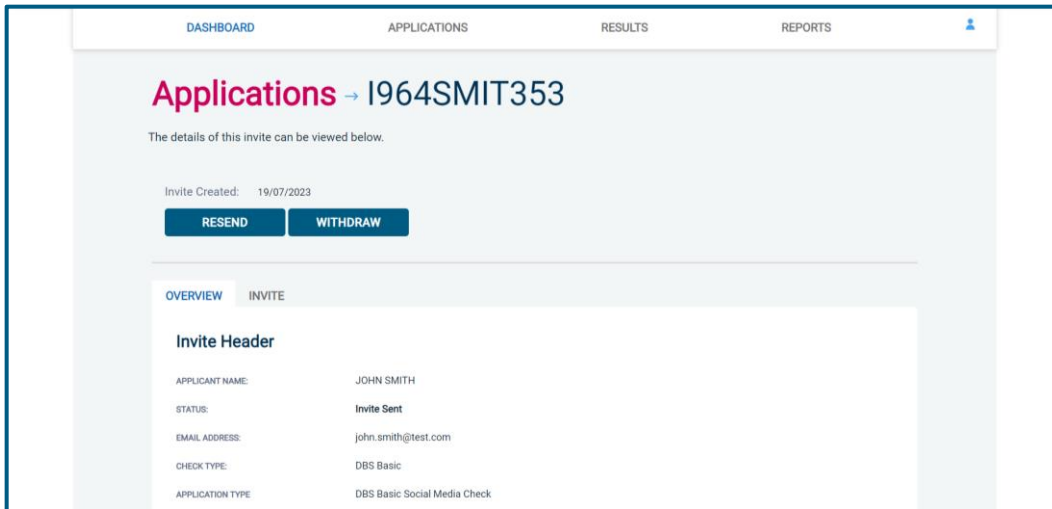 DASHBOARD APPLICATIONS RESULTS REPORTS
Applications → I964SMIT353
The details of this invite can be viewed below.
Invite Created: 19/07/2023
RESEND WITHDRAW
OVERVIEW INVITE
Invite Header
APPLICANT NAME: JOHN SMITH
STATUS: Invite Sent
EMAIL ADDRESS: john.smith@test.com
CHECK TYPE: DBS Basic
APPLICATION TYPE DBS Basic Social Media Check